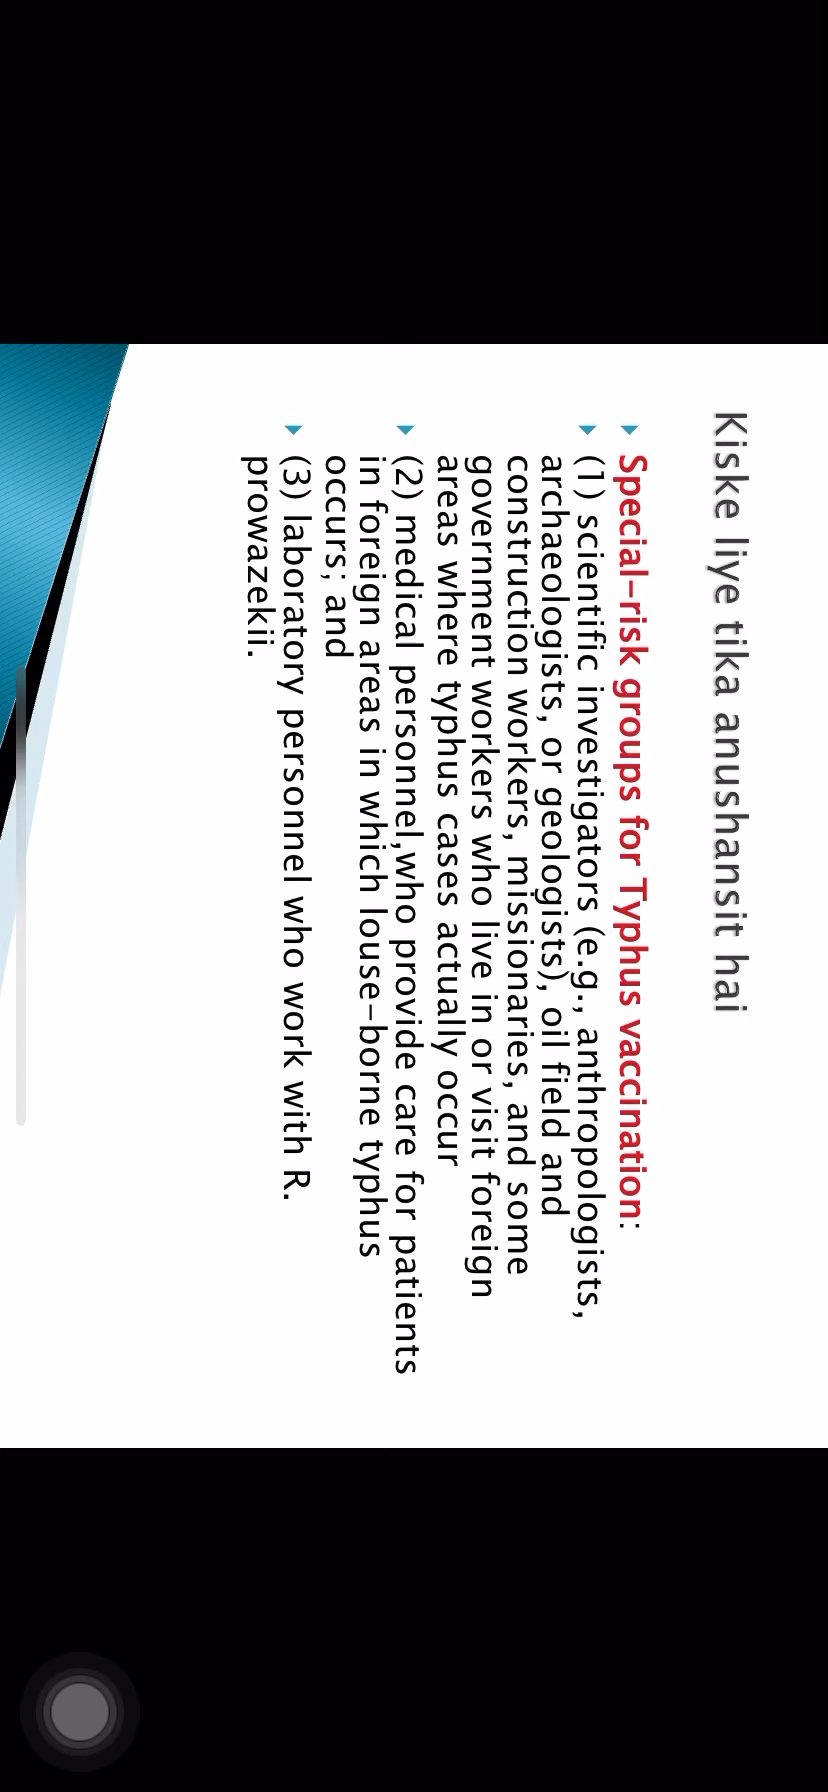 Kiske liye tika anushansit hai
Special-risk groups for Typhus vaccination:
(1) scientific investigators (e.g., anthropologists,
archaeologists, or geologists), oil field and
construction workers, missionaries, and some
government workers who live in or visit foreign
areas where typhus cases actually occur
(2) medical personnel,who provide care for patients
in foreign areas in which louse-borne typhus
occurs; and
(3) laboratory personnel who work with R.
prowazekii.